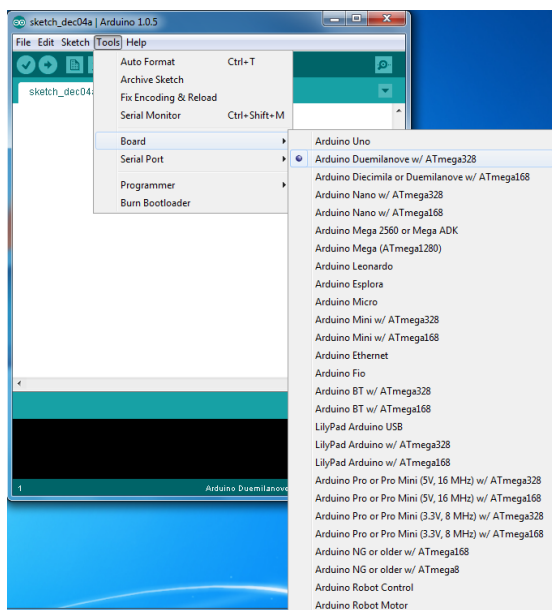 sketch_dec04a | Arduino 1.0.5
File Edit Sketch Tools Help
sketch_dec04
Auto Format Ctrl+T
Archive Sketch
Fix Encoding & Reload
Serial Monitor Ctrl+Shift+M
Board
Serial Port
Programmer
Burn Bootloader
Arduino Uno
Arduino Duemilanove w/ ATmega328
Arduino Diecimila or Duemilanove w/ ATmega168
Arduino Nano w/ ATmega328
Arduino Nano w/ ATmega168
Arduino Mega 2560 or Mega ADK
Arduino Mega (ATmega1280)
Arduino Leonardo
Arduino Esplora
Arduino Micro
Arduino Mini w/ ATmega328
Arduino Mini w/ ATmega168
Arduino Ethernet
Arduino Fio
Arduino BT w/ ATmega328
Arduino BT w/ ATmega168
LilyPad Arduino USB
LilyPad Arduino w/ ATmega328
LilyPad Arduino w/ ATmega168
Arduino Pro or Pro Mini (5V, 16 MHz) w/ ATmega328
Arduino Pro or Pro Mini (5V, 16 MHz) w/ ATmega168
Arduino Pro or Pro Mini (3.3V, 8 MHz) w/ ATmega328
Arduino Pro or Pro Mini (3.3V, 8 MHz) w/ ATmega168
Arduino NG or older w/ ATmega168
Arduino NG or older w/ ATmega8
Arduino Robot Control
Arduino Robot Motor
1 Arduino Duemilanove